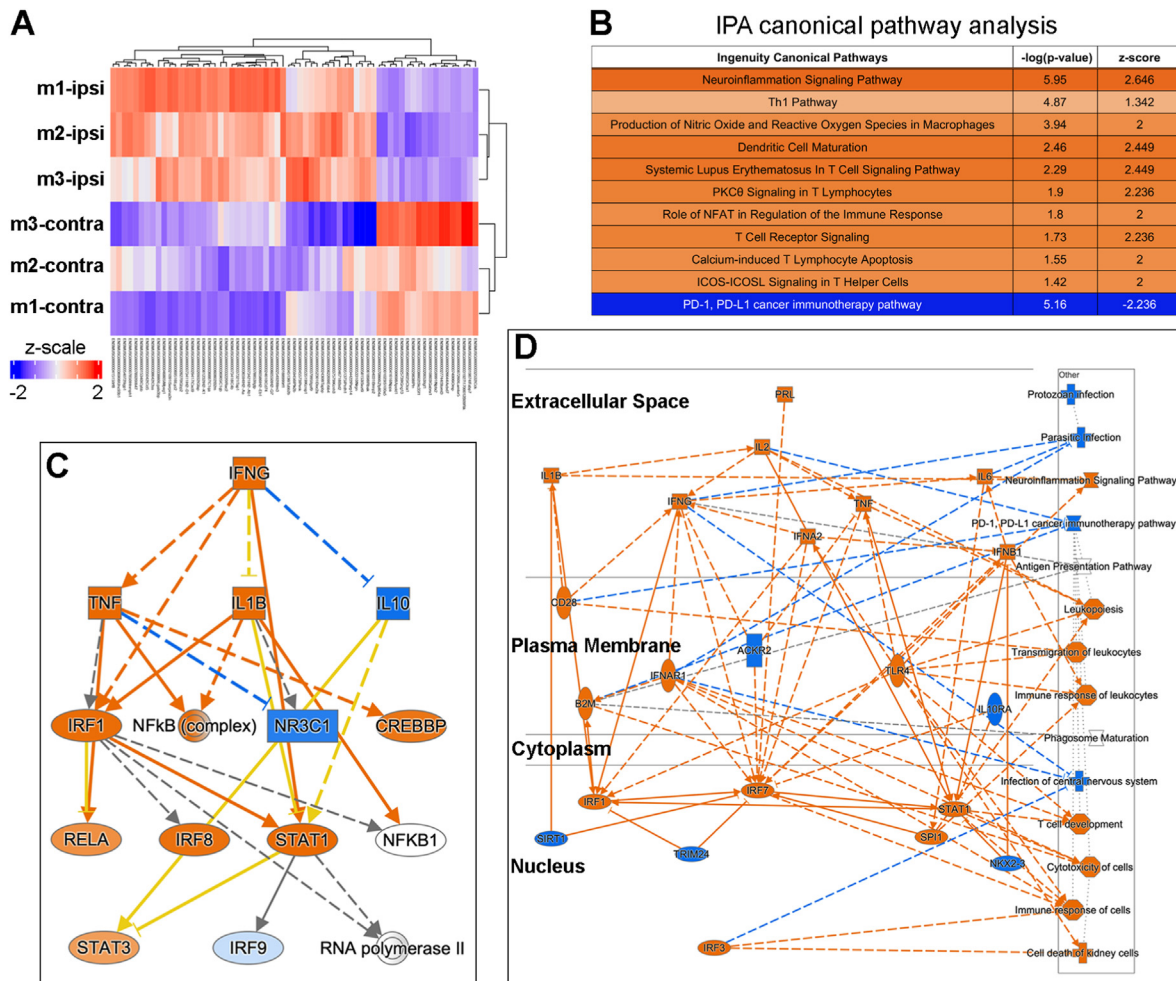 A
m1-ipsi
m2-ipsi
m3-ipsi
m3-contra
m2-contra
m1-contra
z-scale
-2 2
B
IPA canonical pathway analysis
Ingenuity Canonical Pathways -log(p-value) z-score
Neuroinflammation Signaling Pathway 5.95 2.646
Th1 Pathway 4.87 1.342
Production of Nitric Oxide and Reactive Oxygen Species in Macrophages 3.94 2
Dendritic Cell Maturation 2.46 2.449
Systemic Lupus Erythematosus In T Cell Signaling Pathway 2.29 2.449
PKCθ Signaling in T Lymphocytes 1.9 2.236
Role of NFAT in Regulation of the Immune Response 1.8 2
T Cell Receptor Signaling 1.73 2.236
Calcium-induced T Lymphocyte Apoptosis 1.55 2
ICOS-ICOSL Signaling in T Helper Cells 1.42 2
PD-1, PD-L1 cancer immunotherapy pathway 5.16 -2.236
C
IFNG
TNF IL1B IL10
IRF1 NFkB (complex) NR3C1 CREBBP
RELA IRF8 STAT1 NFKB1
STAT3 IRF9 RNA polymerase II
D
Other
Extracellular Space
PRL
Protozoan infection
Parasitic Infection
IL2
IL1B
IL6
Neuroinflammation Signaling Pathway
IFNG
TNF
PD-1, PD-L1 cancer immunotherapy pathway
IFNA2
IFNB1
Antigen Presentation Pathway
CD28
Leukopoiesis
Plasma Membrane
ACKR2
Transmigration of leukocytes
IFNAR1
TLR4
Immune response of leukocytes
B2M
IL10RA
Cytoplasm
Phagosome Maturation
Infection of central nervous system
IRF7
IRF1
STAT1
T cell development
SIRT1
SPI1
Nucleus
TRIM24
NKX2-3
Cytotoxicity of cells
Immune response of cells
IRF3
Cell death of kidney cells